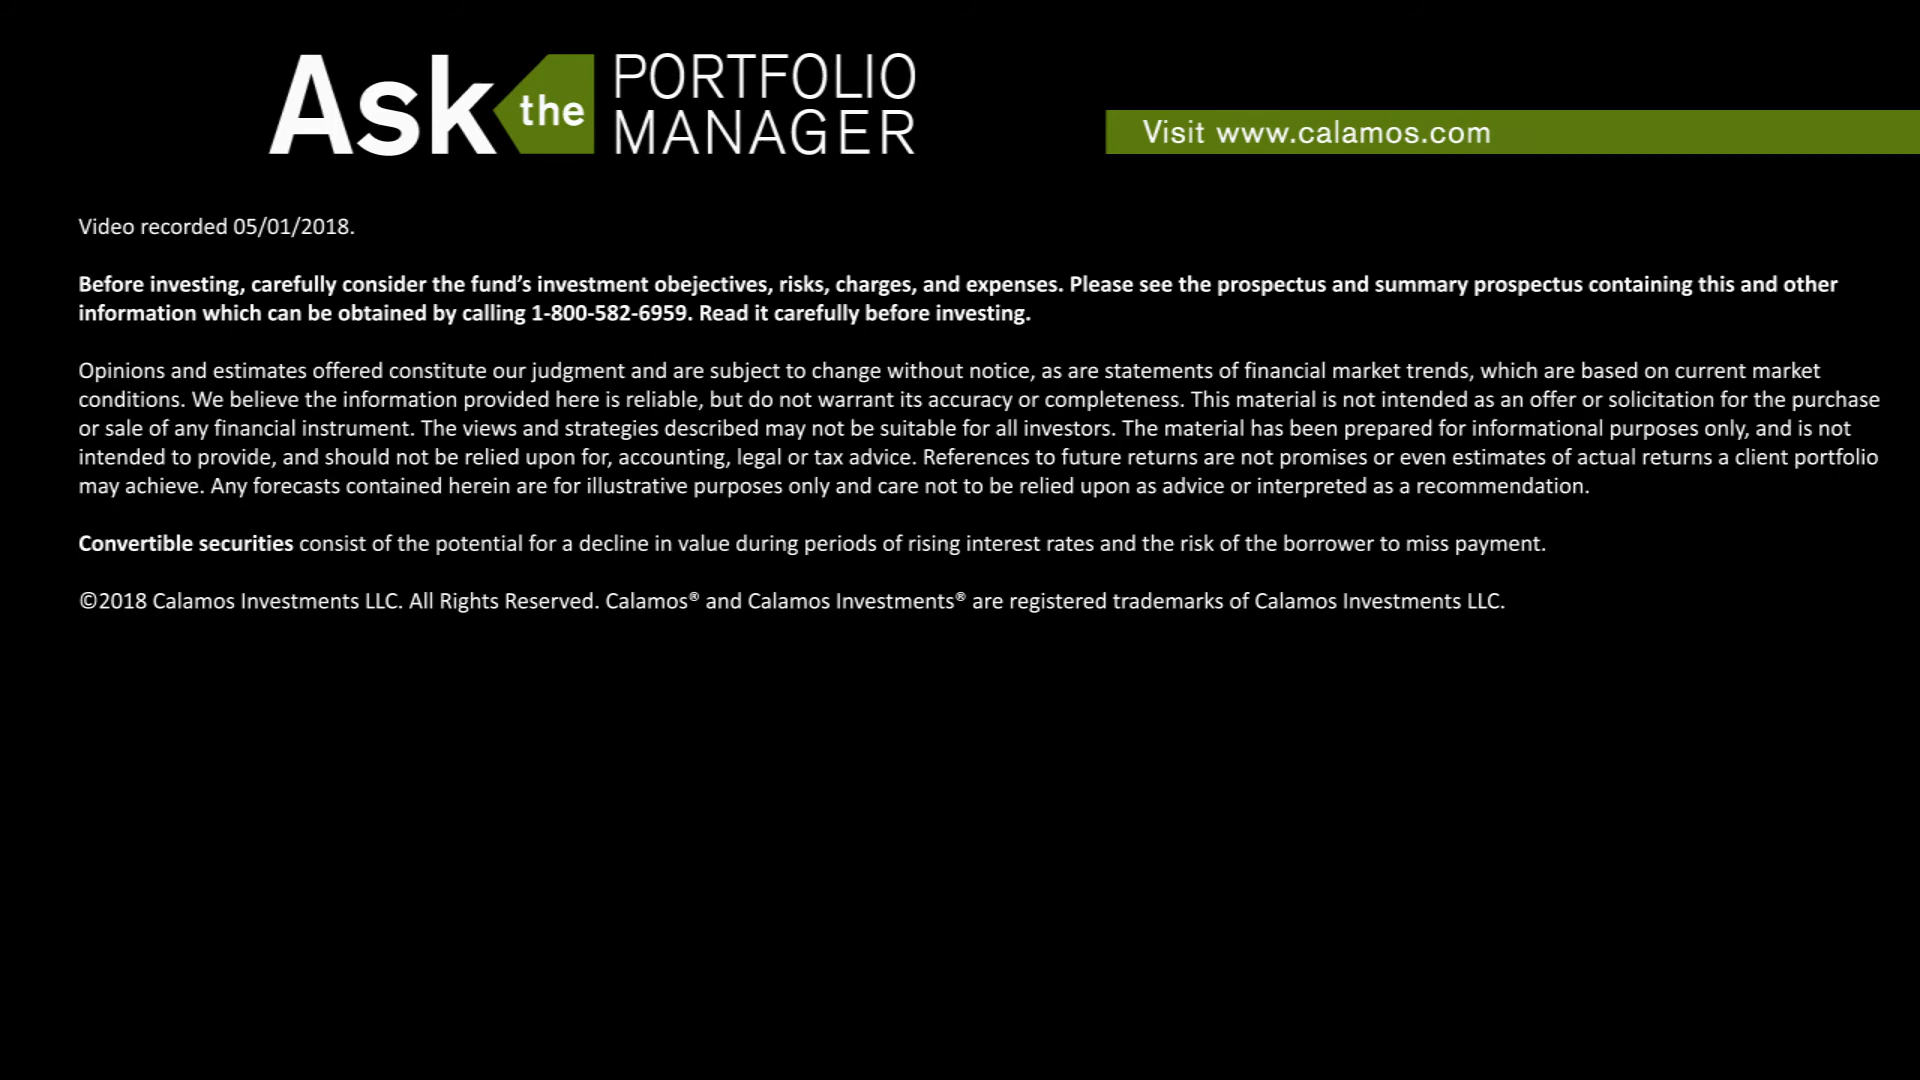 Ask the PORTFOLIO
MANAGER
Visit www.calamos.com
Video recorded 05/01/2018.
Before investing, carefully consider the fund’s investment obejectives, risks, charges, and expenses. Please see the prospectus and summary prospectus containing this and other
information which can be obtained by calling 1-800-582-6959. Read it carefully before investing.
Opinions and estimates offered constitute our judgment and are subject to change without notice, as are statements of financial market trends, which are based on current market
conditions. We believe the information provided here is reliable, but do not warrant its accuracy or completeness. This material is not intended as an offer or solicitation for the purchase
or sale of any financial instrument. The views and strategies described may not be suitable for all investors. The material has been prepared for informational purposes only, and is not
intended to provide, and should not be relied upon for, accounting, legal or tax advice. References to future returns are not promises or even estimates of actual returns a client portfolio
may achieve. Any forecasts contained herein are for illustrative purposes only and care not to be relied upon as advice or interpreted as a recommendation.
Convertible securities consist of the potential for a decline in value during periods of rising interest rates and the risk of the borrower to miss payment.
©2018 Calamos Investments LLC. All Rights Reserved. Calamos® and Calamos Investments® are registered trademarks of Calamos Investments LLC.